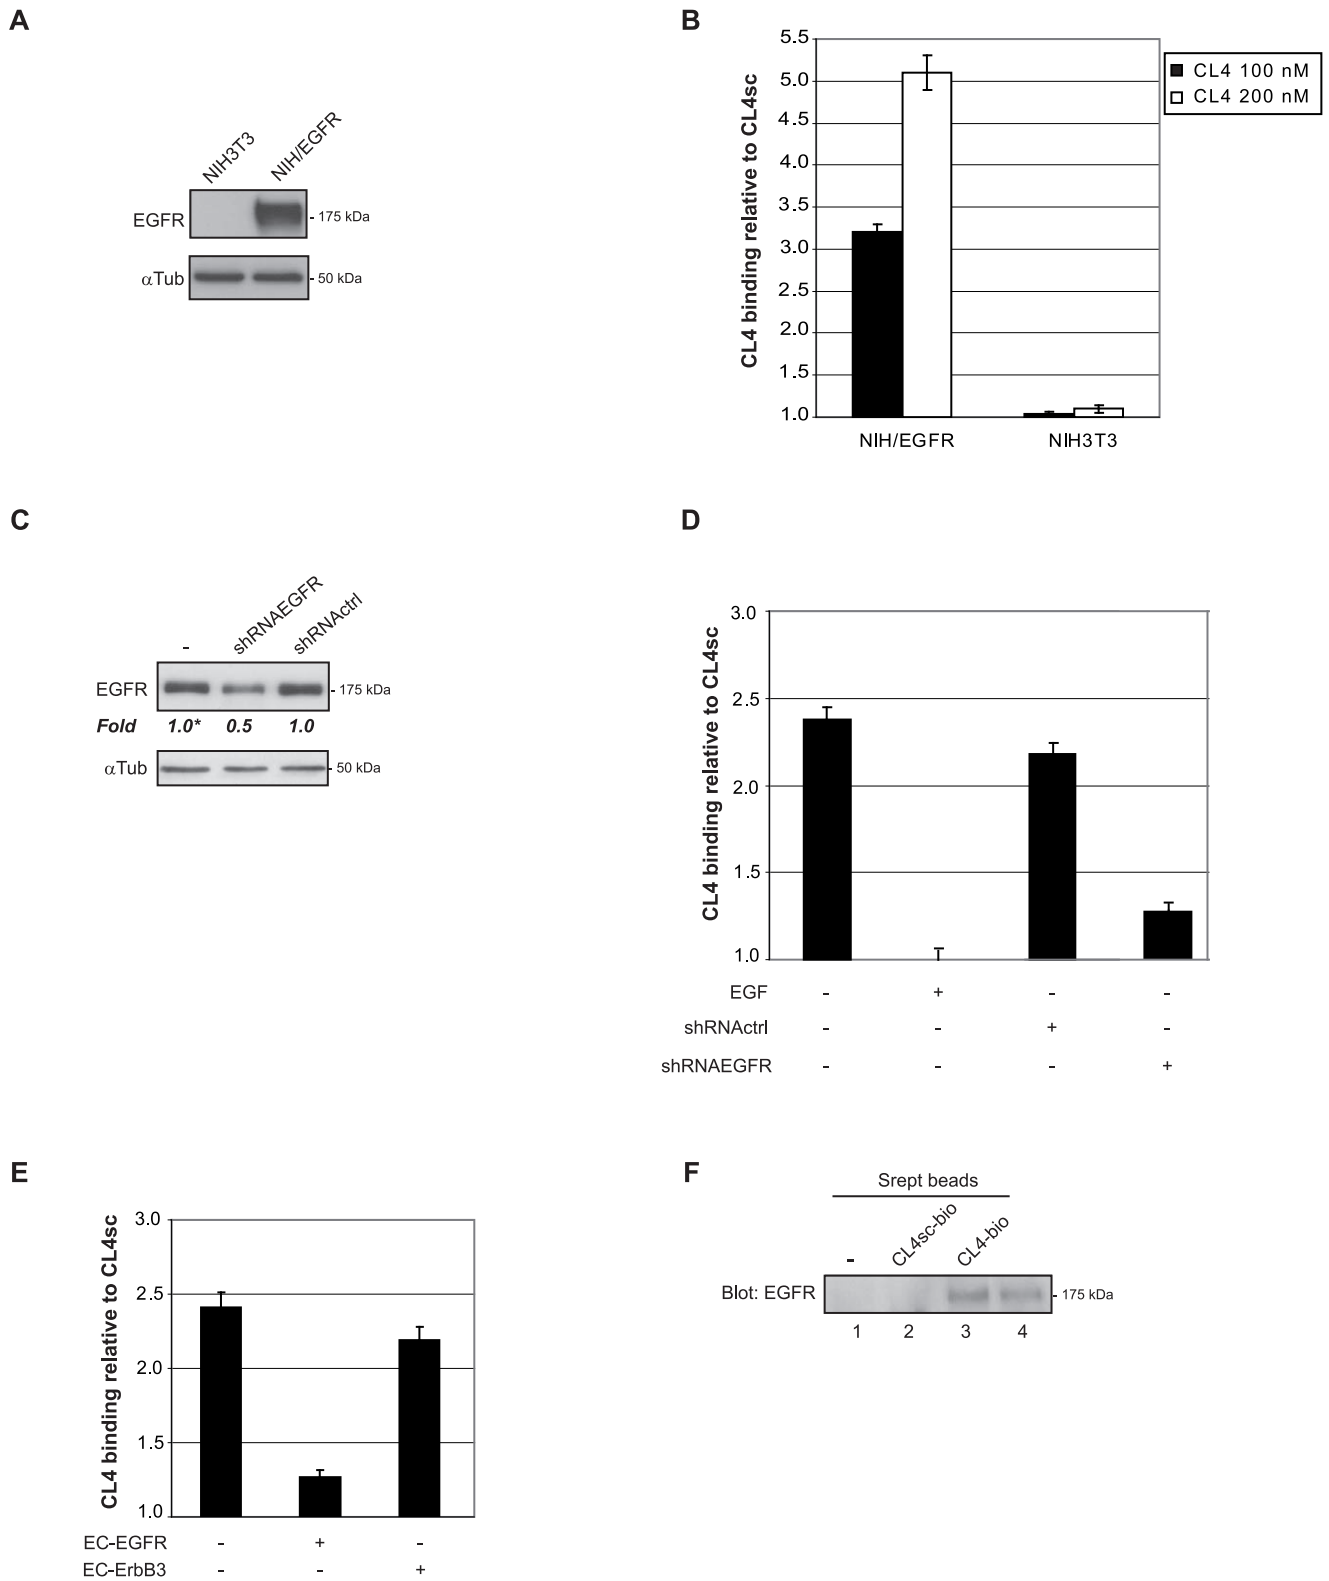 A
NIH3T3
NIH/EGFR
EGFR
- 175 kDa
αTub
- 50 kDa
B
CL4 binding relative to CL4sc
5.5
5.0
4.5
4.0
3.5
3.0
2.5
2.0
1.5
1.0
NIH/EGFR
NIH3T3
CL4 100 nM
CL4 200 nM
C
-
shRNAEGFR
shRNActrl
EGFR
- 175 kDa
Fold 1.0* 0.5 1.0
αTub
- 50 kDa
D
CL4 binding relative to CL4sc
3.0
2.5
2.0
1.5
1.0
EGF - + - -
shRNActrl - - + -
shRNAEGFR - - - +
E
CL4 binding relative to CL4sc
3.0
2.5
2.0
1.5
1.0
EC-EGFR - + -
EC-ErbB3 - - +
F
Srept beads
-
CL4sc-bio
CL4-bio
Blot: EGFR
- 175 kDa
1 2 3 4